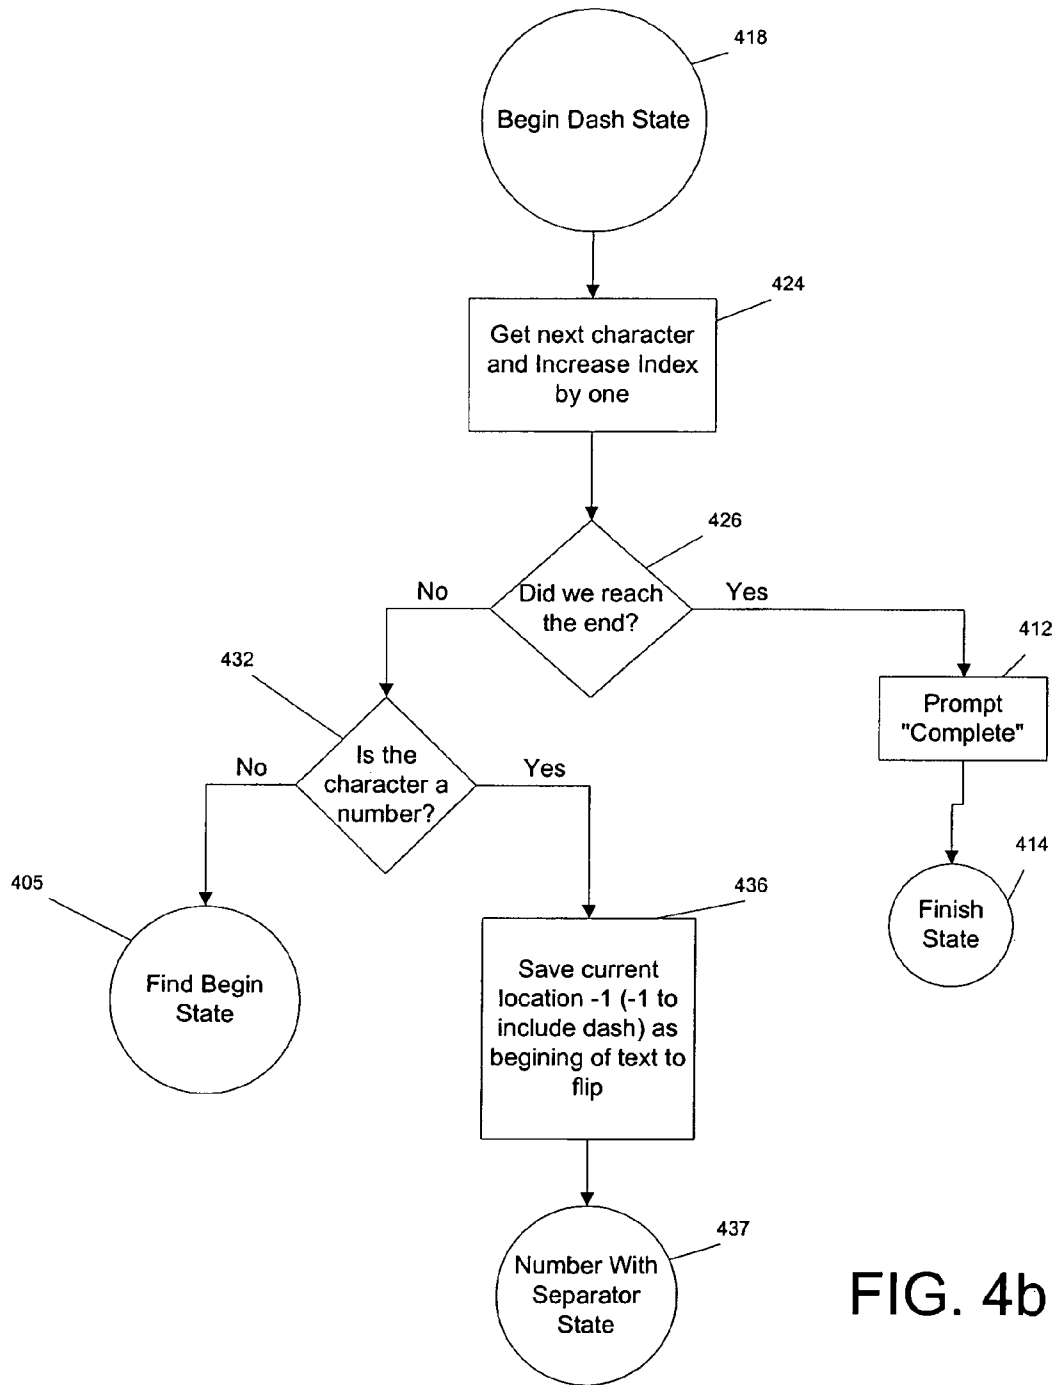 418
Begin Dash State
424
Get next character
and Increase Index
by one
426
No
Did we reach
the end?
Yes
412
432
Prompt
"Complete"
Is the
character a
number?
No
Yes
414
405
436
Finish
State
Find Begin
State
Save current
location -1 (-1 to
include dash) as
begining of text to
flip
437
Number With
Separator
State
FIG. 4b